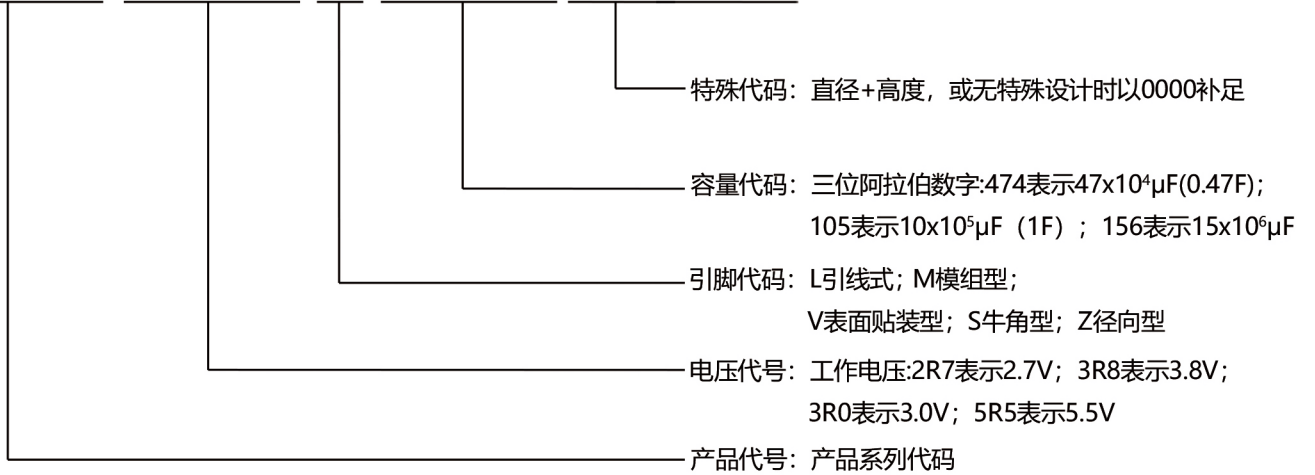 特殊代码：直径+高度，或无特殊设计时以0000补足
容量代码：三位阿拉伯数字:474表示47x10⁴μF(0.47F)；
105表示10x10⁵μF（1F）；156表示15x10⁶μF
引脚代码：L引线式；M模组型；
V表面贴装型；S牛角型；Z径向型
电压代号：工作电压:2R7表示2.7V；3R8表示3.8V；
3R0表示3.0V；5R5表示5.5V
产品代号：产品系列代码